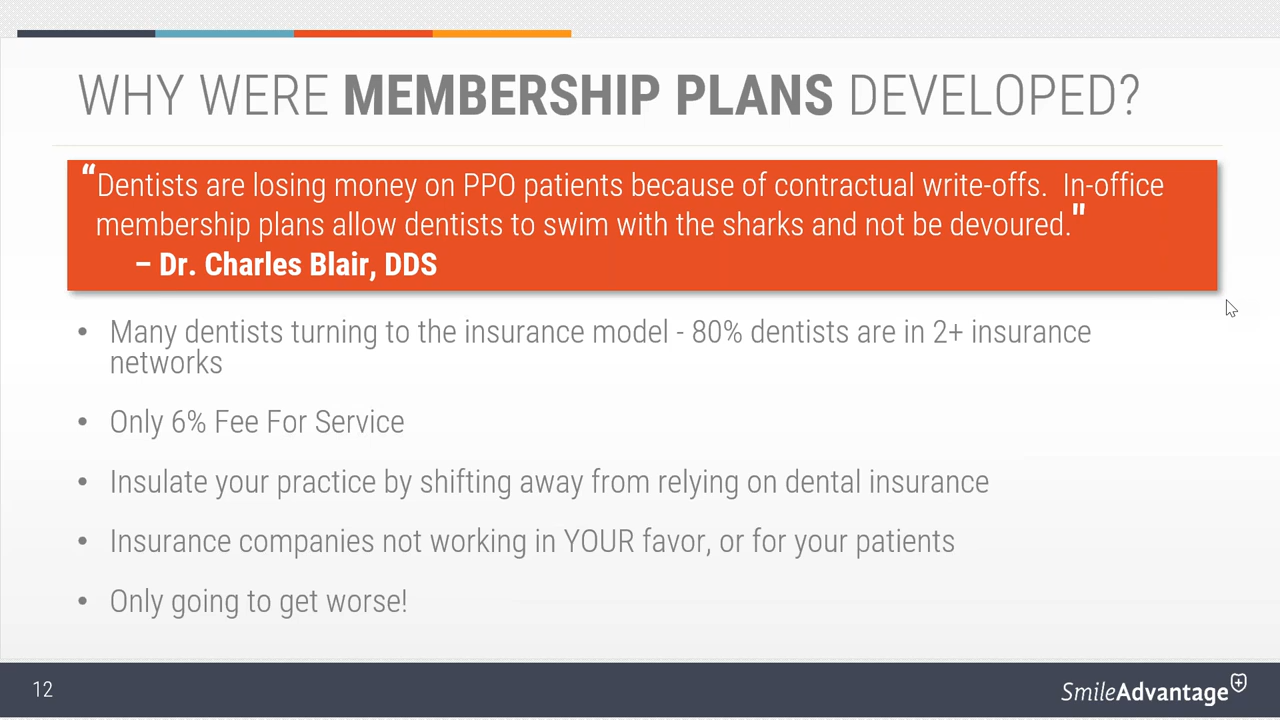 WHY WERE MEMBERSHIP PLANS DEVELOPED?
“Dentists are losing money on PPO patients because of contractual write-offs.  In-office
membership plans allow dentists to swim with the sharks and not be devoured.”
– Dr. Charles Blair, DDS
• Many dentists turning to the insurance model - 80% dentists are in 2+ insurance
networks
• Only 6% Fee For Service
• Insulate your practice by shifting away from relying on dental insurance
• Insurance companies not working in YOUR favor, or for your patients
• Only going to get worse!
12
SmileAdvantage